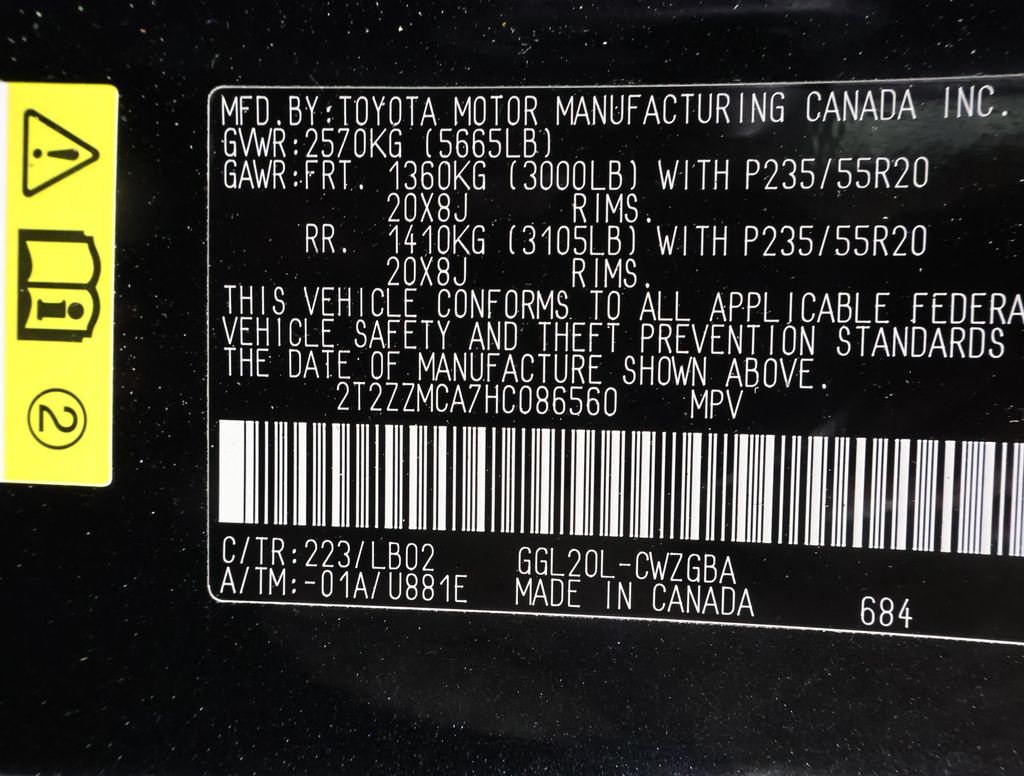 MFD.BY:TOYOTA MOTOR MANUFACTURING CANADA INC.
GVWR:2570KG (5665LB)
GAWR:FRT. 1360KG (3000LB) WITH P235/55R20
20X8J RIMS.
RR. 1410KG (3105LB) WITH P235/55R20
20X8J RIMS.
THIS VEHICLE CONFORMS TO ALL APPLICABLE FEDERA
VEHICLE SAFETY AND THEFT PREVENTION STANDARDS
THE DATE OF MANUFACTURE SHOWN ABOVE.
2T2ZZMCA7HC086560 MPV
C/TR:223/LB02 GGL20L-CWZGBA
A/TM:-01A/U881E MADE IN CANADA
684
2